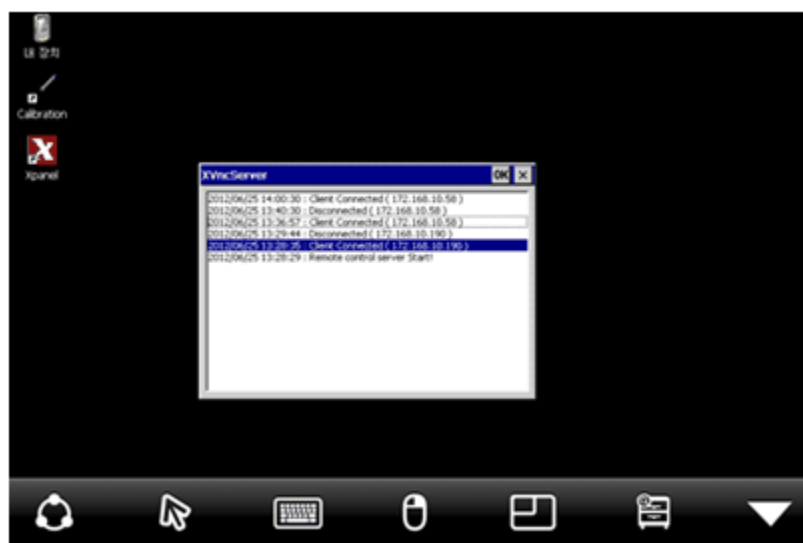 내 장치
Calibration
Xpanel
XVncServer
OK
2012/06/25 14:00:30 : Client Connected ( 172.168.10.58 )
2012/06/25 13:40:30 : Disconnected ( 172.168.10.58 )
2012/06/25 13:36:57 : Client Connected ( 172.168.10.58 )
2012/06/25 13:29:44 : Disconnected ( 172.168.10.190 )
2012/06/25 13:28:35 : Client Connected ( 172.168.10.190 )
2012/06/25 13:28:29 : Remote control server Start!